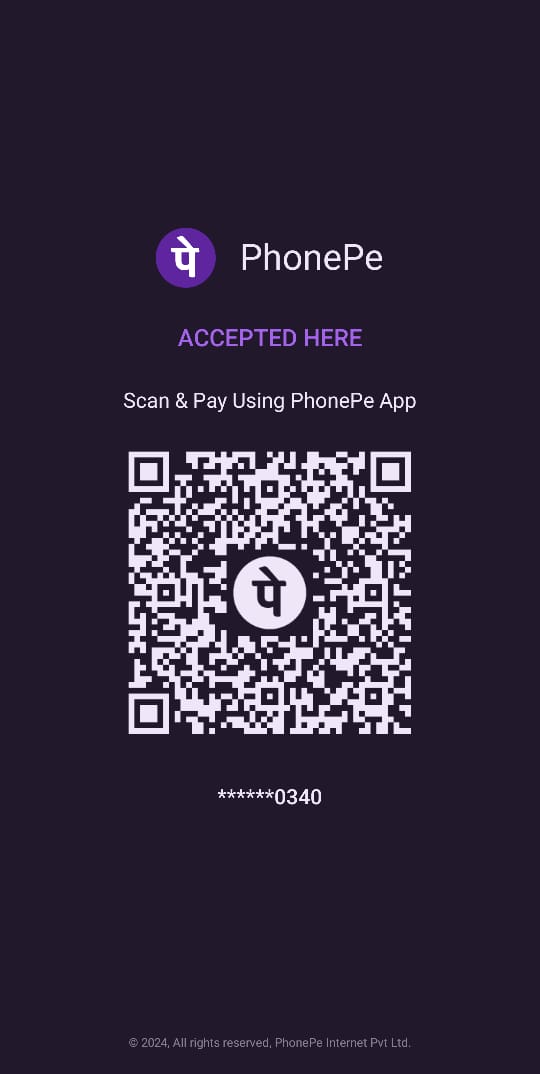 पे PhonePe
ACCEPTED HERE
Scan & Pay Using PhonePe App
पे
******0340
© 2024, All rights reserved, PhonePe Internet Pvt Ltd.